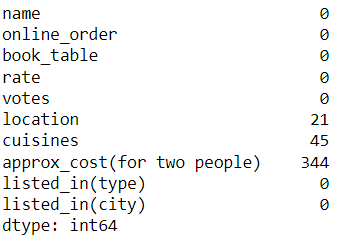 name 0
online_order 0
book_table 0
rate 0
votes 0
location 21
cuisines 45
approx_cost(for two people) 344
listed_in(type) 0
listed_in(city) 0
dtype: int64